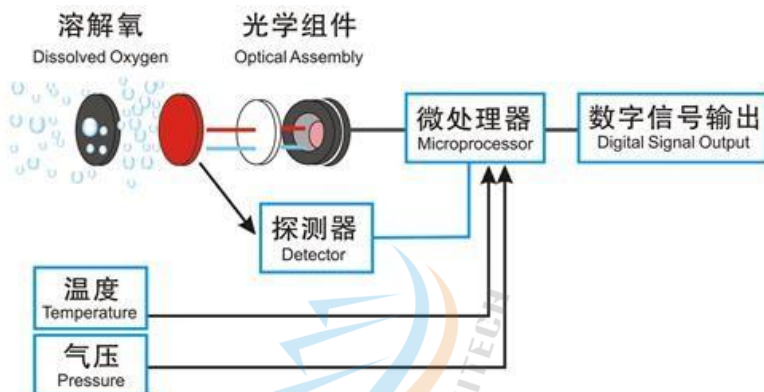 溶解氧
Dissolved Oxygen
光学组件
Optical Assembly
微处理器
Microprocessor
数字信号输出
Digital Signal Output
探测器
Detector
温度
Temperature
气压
Pressure